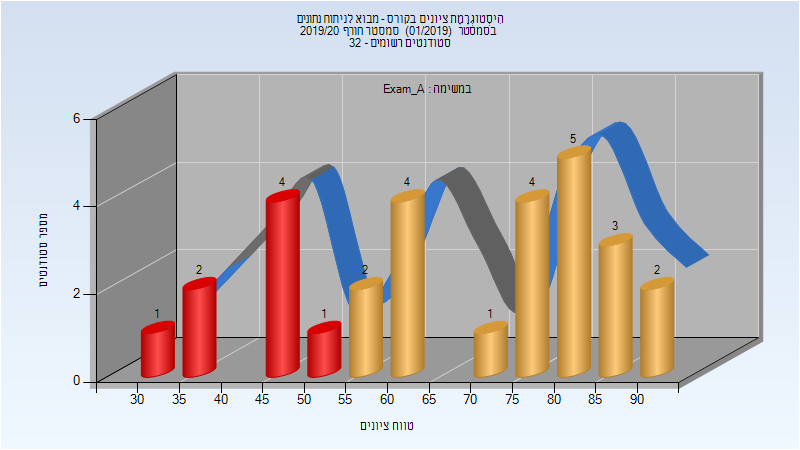 היסטוגרמת ציונים בקורס - מבוא לניתוח נתונים
בסמסטר (01/2019) סמסטר חורף 2019/20
סטודנטים רשומים - 32
במשימה : Exam_A
מספר סטודנטים
6
4
2
0
1
2
4
1
2
4
1
4
5
3
2
30 35 40 45 50 55 60 65 70 75 80 85 90
טווח ציונים